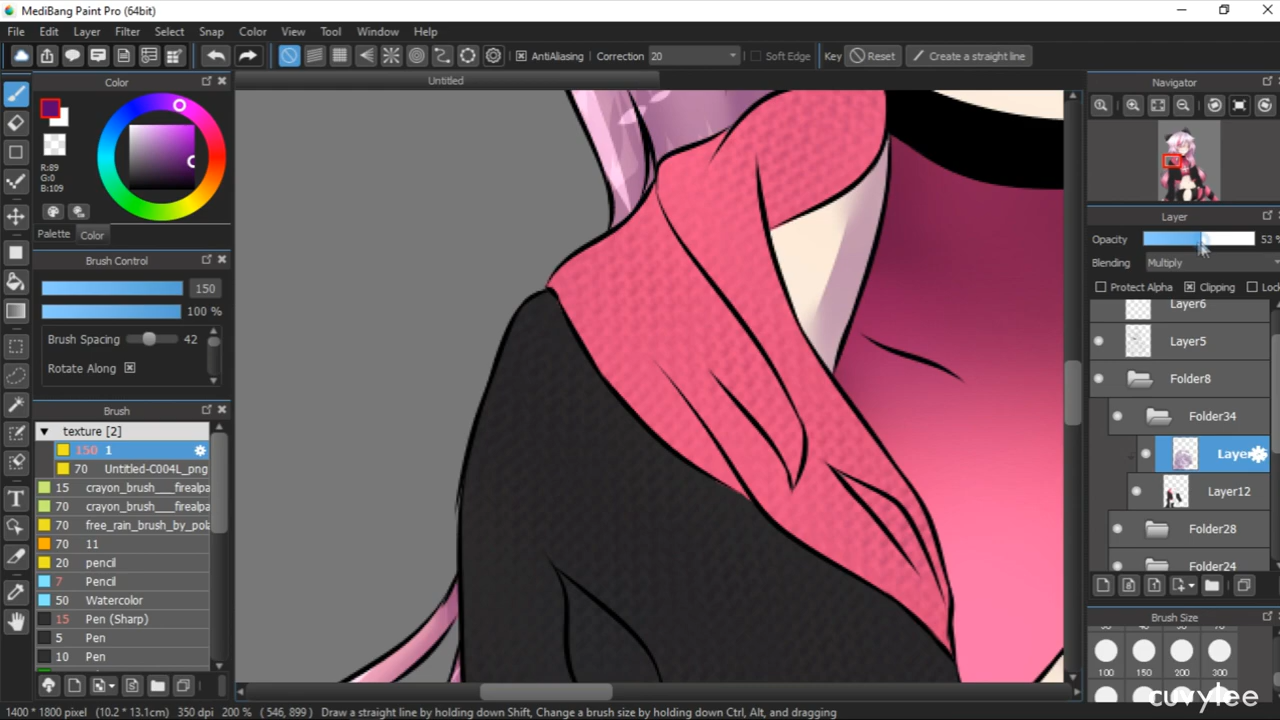 MediBang Paint Pro (64bit)
File Edit Layer Filter Select Snap Color View Tool Window Help
AntiAliasing Correction 20 Soft Edge Key Reset Create a straight line
Untitled
Color
R:89
G:0
B:109
Palette Color
Brush Control
150
100 %
Brush Spacing 42
Rotate Along
Brush
texture [2]
150 1
70 Untitled-C004L_png
15 crayon_brush___firealpa
70 crayon_brush___firealpa
70 free_rain_brush_by_pola
70 11
20 pencil
7 Pencil
50 Watercolor
15 Pen (Sharp)
5 Pen
10 Pen
Navigator
Layer
Opacity 53 %
Blending Multiply
Protect Alpha Clipping Lock
Layer6
Layer5
Folder8
Folder34
Laye
Layer12
Folder28
Folder24
Brush Size
100 150 200 300
cuvylee
1400 * 1800 pixel (10.2 * 13.1cm) 350 dpi 200 % ( 546, 899 ) Draw a straight line by holding down Shift, Change a brush size by holding down Ctrl, Alt, and dragging